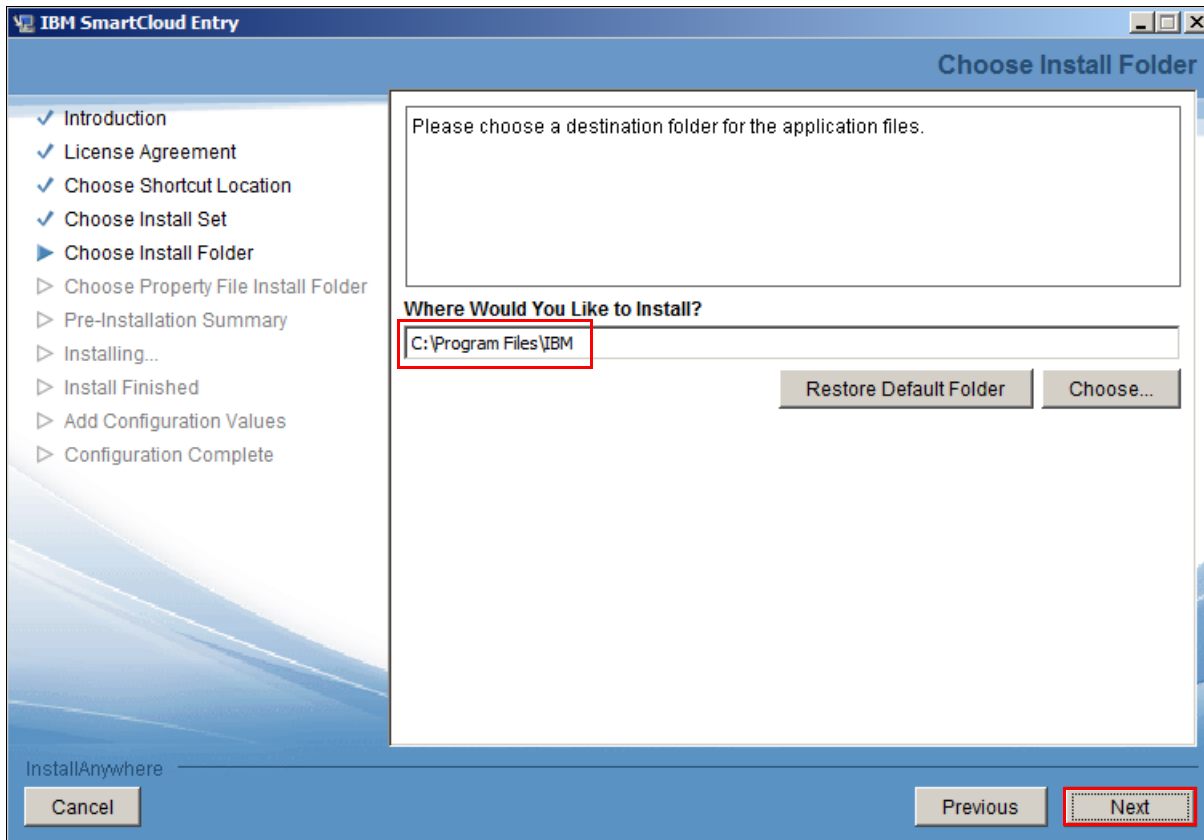 IBM SmartCloud Entry
Choose Install Folder
Introduction
License Agreement
Choose Shortcut Location
Choose Install Set
Choose Install Folder
Choose Property File Install Folder
Pre-Installation Summary
Installing...
Install Finished
Add Configuration Values
Configuration Complete
Please choose a destination folder for the application files.
Where Would You Like to Install?
C:\Program Files\IBM
Restore Default Folder
Choose...
InstallAnywhere
Cancel
Previous
Next